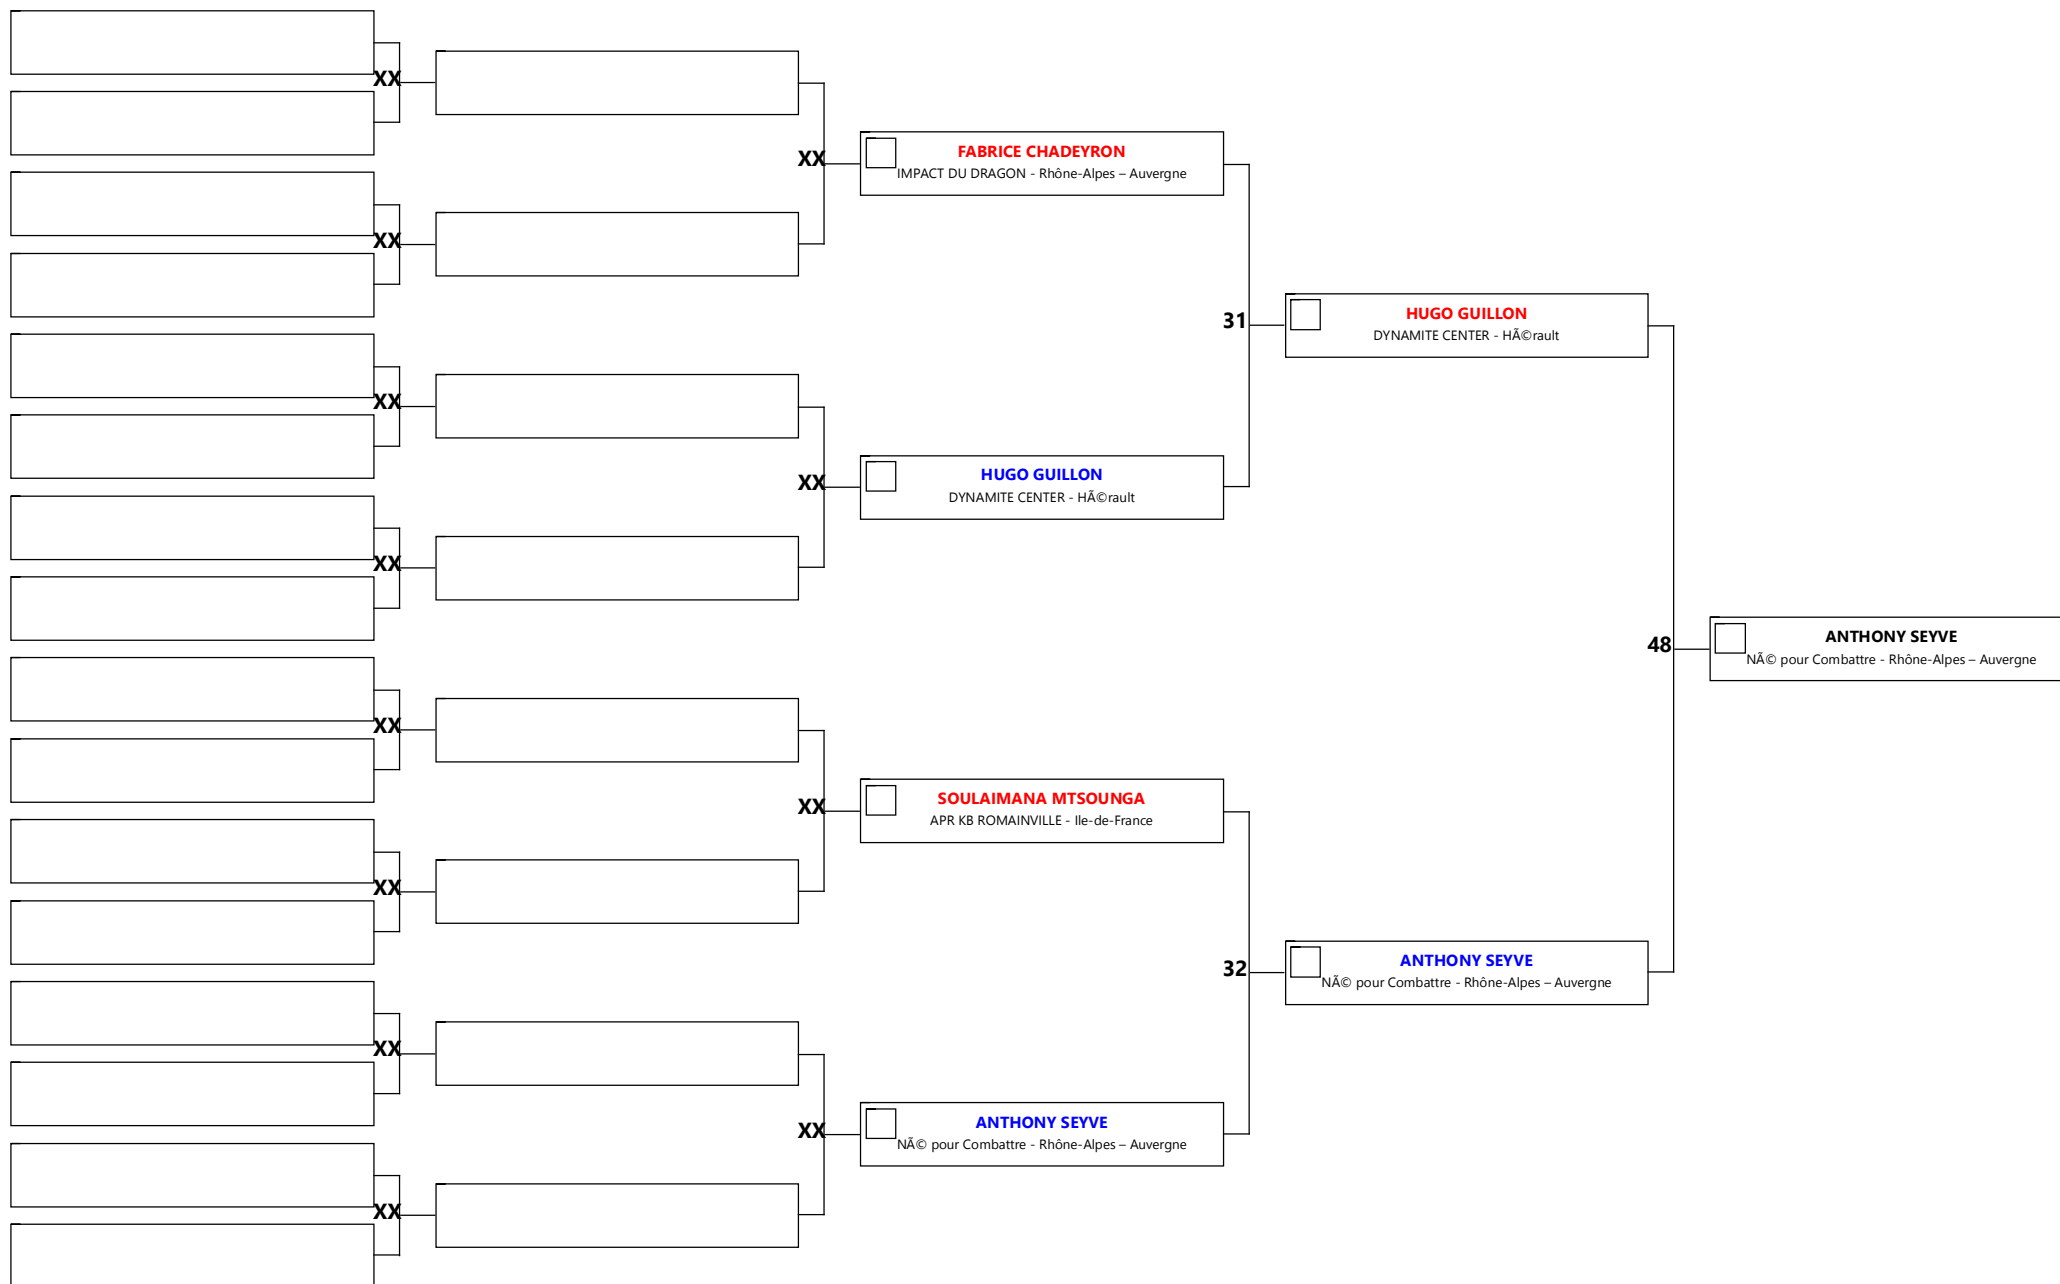 XX
XX
XX
XX
XX
XX
XX
XX
XX
XX
XX
XX
FABRICE CHADEYRON
IMPACT DU DRAGON - Rhône-Alpes – Auvergne
HUGO GUILLON
DYNAMITE CENTER - HÃ©rault
SOULAIMANA MTSOUNGA
APR KB ROMAINVILLE - Ile-de-France
ANTHONY SEYVE
NÃ© pour Combattre - Rhône-Alpes – Auvergne
31
32
HUGO GUILLON
DYNAMITE CENTER - HÃ©rault
ANTHONY SEYVE
NÃ© pour Combattre - Rhône-Alpes – Auvergne
48
ANTHONY SEYVE
NÃ© pour Combattre - Rhône-Alpes – Auvergne